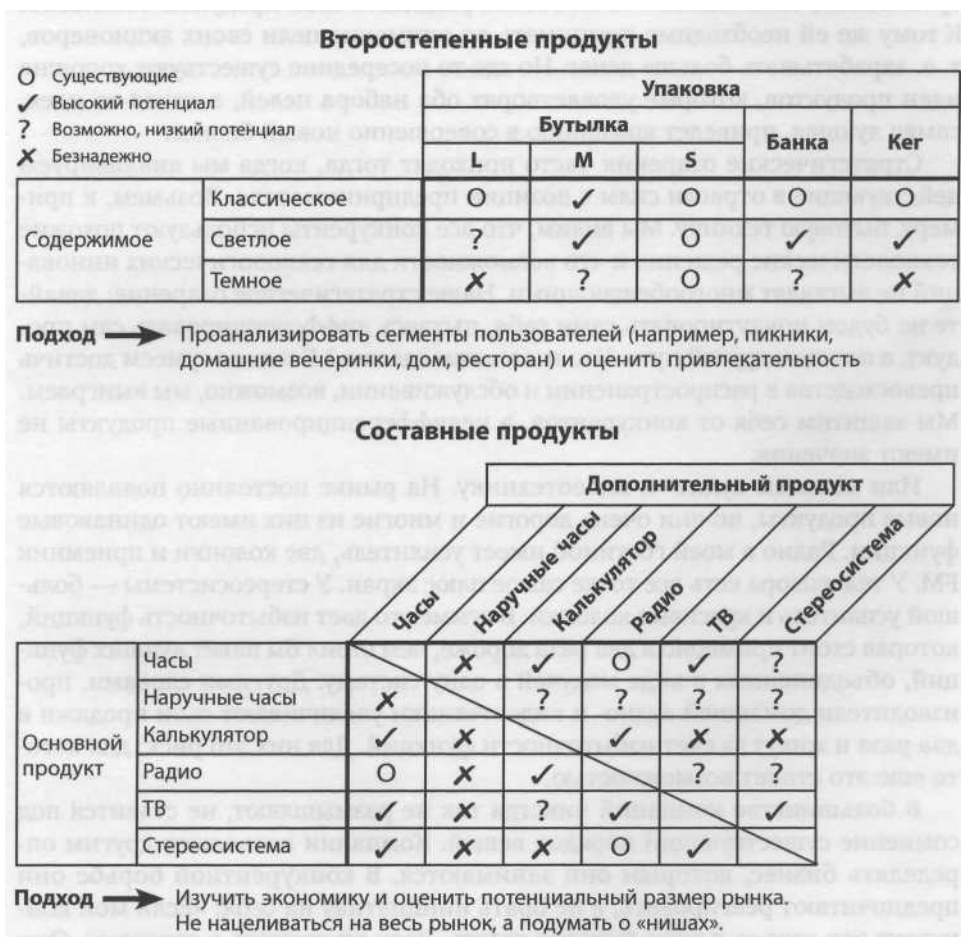 Второстепенные продукты
O Существующие
✓ Высокий потенциал
? Возможно, низкий потенциал
✗ Безнадежно
Упаковка
Бутылка Банка Кег
L M S
Содержимое
Классическое O ✓ O O O
Светлое ? ✓ O ✓ ✓
Темное ✗ ? O ? ✗
Подход Проанализировать сегменты пользователей (например, пикники,
домашние вечеринки, дом, ресторан) и оценить привлекательность
Составные продукты
Дополнительный продукт
Часы Наручные часы Калькулятор Радио ТВ Стереосистема
Основной
продукт
Часы ✗ ✓ O ✓ ?
Наручные часы ✗ ? ? ? ?
Калькулятор ✓ ✗ ✓ ✗ ✗
Радио O ✗ ✓ ? ?
ТВ ✓ ✗ ? ✓ ✓
Стереосистема ✓ ✗ ✗ O ✓
Подход Изучить экономику и оценить потенциальный размер рынка.
Не нацеливаться на весь рынок, а подумать о «нишах».